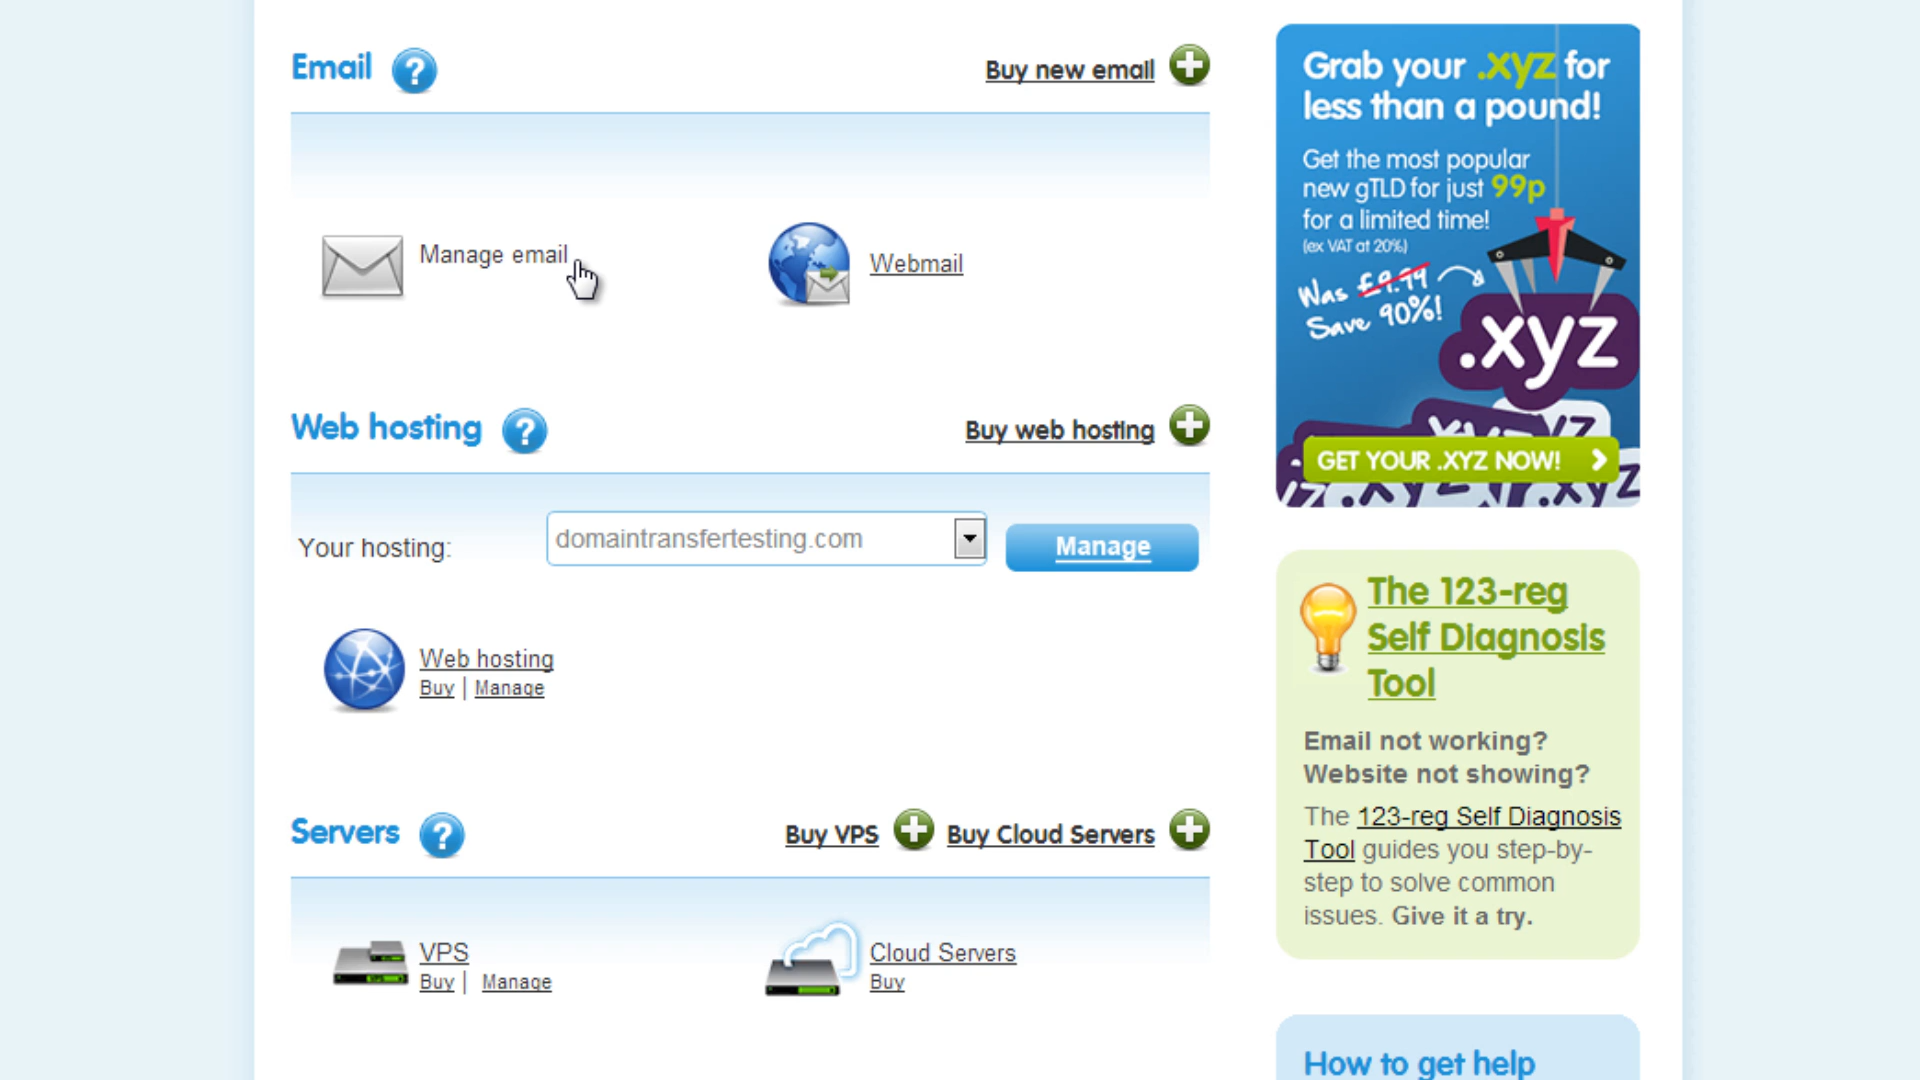 Email ?
Buy new email
Manage email
Webmail
Web hosting ?
Buy web hosting
Your hosting:
domaintransfertesting.com
Manage
Web hosting
Buy | Manage
Servers ?
Buy VPS
Buy Cloud Servers
VPS
Buy | Manage
Cloud Servers
Buy
Grab your .xyz for
less than a pound!
Get the most popular
new gTLD for just 99p
for a limited time!
(ex VAT at 20%)
Was £9.99
Save 90%!
.xyz
GET YOUR .XYZ NOW!
The 123-reg
Self Diagnosis
Tool
Email not working?
Website not showing?
The 123-reg Self Diagnosis
Tool guides you step-by-
step to solve common
issues. Give it a try.
How to get help